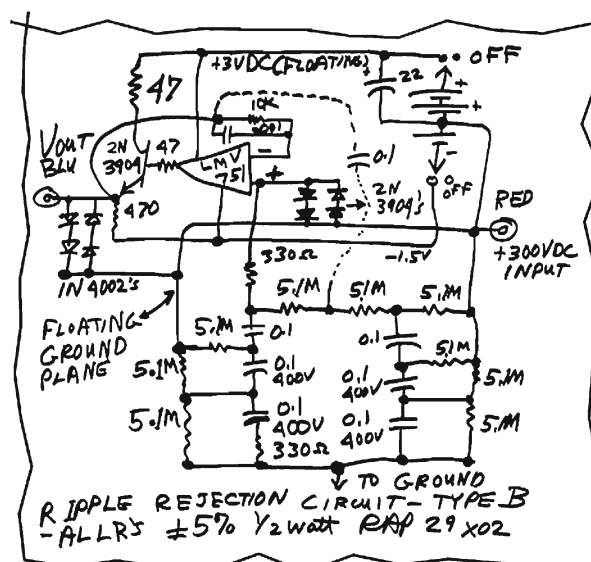 +3VDC(FLOATING)
OFF
47
+
22
+
+
10K
.001
VOUT
BLU
2N
3904
47
LMV
751
-
+
0.1
-
OFF
2N
3904's
RED
470
+300VDC
INPUT
-1.5V
330Ω
1N4002's
5.1M
5.1M
5.1M
FLOATING
GROUND
PLANE
5.1M
0.1
0.1
5.1M
5.1M
0.1
400V
0.1
400V
5.1M
5.1M
0.1
400V
0.1
400V
5.1M
330Ω
TO GROUND
RIPPLE REJECTION CIRCUIT - TYPE B
- ALL R's ±5% 1/2 watt RAP 29 X02